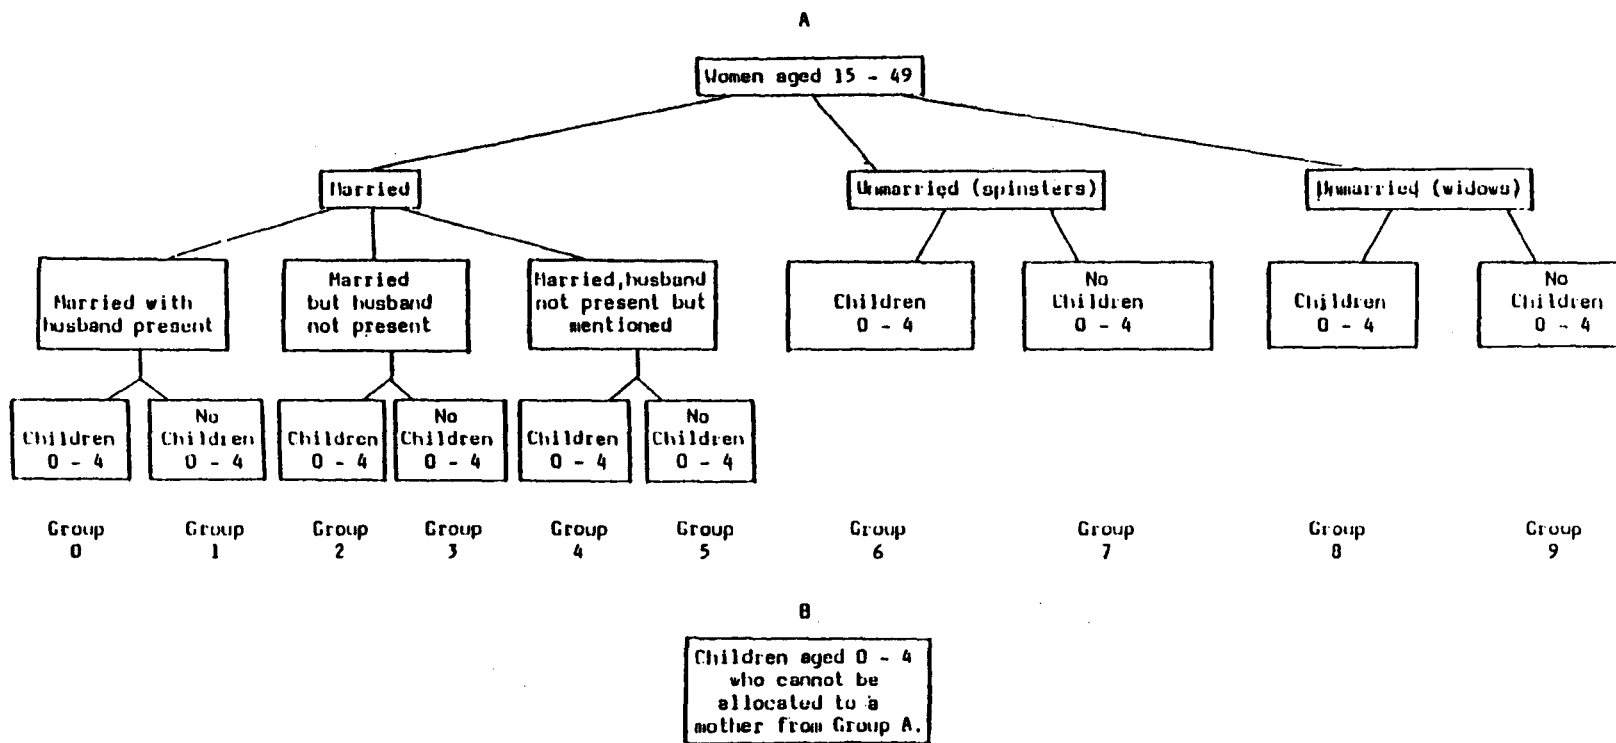 A
Women aged 15 - 49
Married
Unmarried (spinsters)
Unmarried (widows)
Married with
husband present
Married
but husband
not present
Married, husband
not present but
mentioned
Children
0 - 4
No
Children
0 - 4
Children
0 - 4
No
Children
0 - 4
Children
0 - 4
No
Children
0 - 4
Children
0 - 4
No
Children
0 - 4
Children
0 - 4
No
Children
0 - 4
Group
0
Group
1
Group
2
Group
3
Group
4
Group
5
Group
6
Group
7
Group
8
Group
9
B
Children aged 0 - 4
who cannot be
allocated to a
mother from Group A.